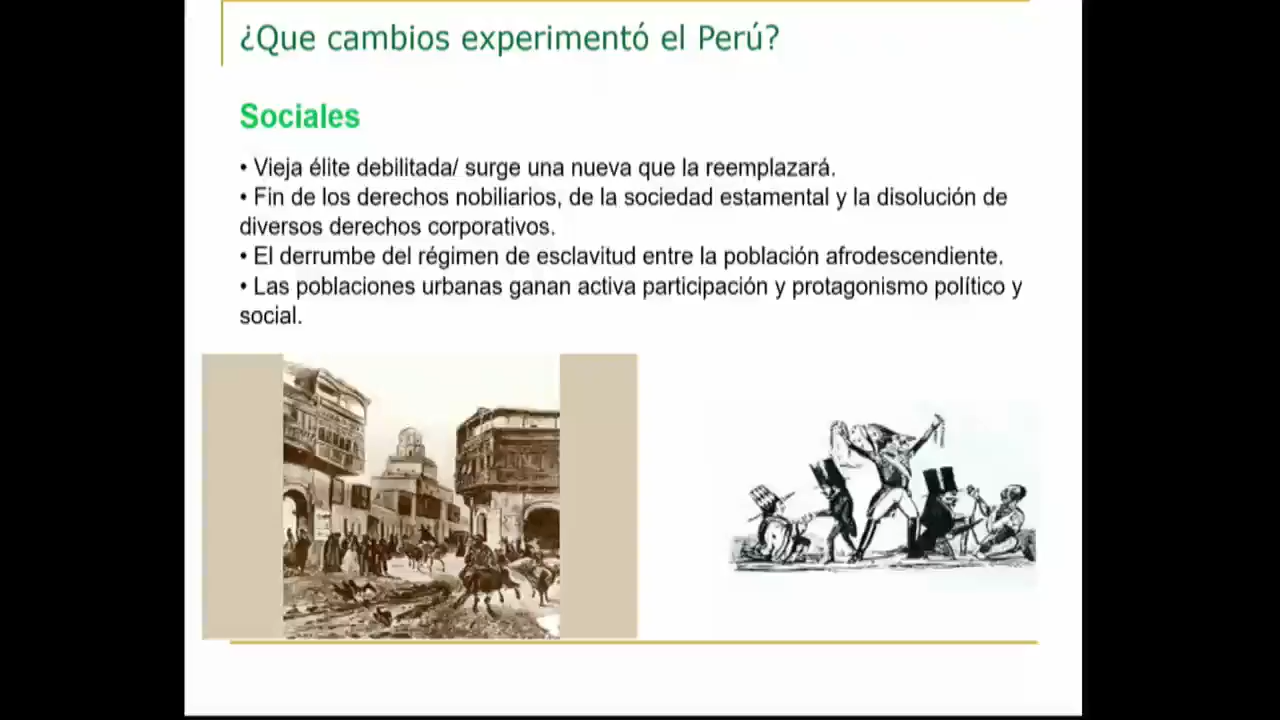 ¿Que cambios experimentó el Perú?
Sociales
• Vieja élite debilitada/ surge una nueva que la reemplazará.
• Fin de los derechos nobiliarios, de la sociedad estamental y la disolución de
diversos derechos corporativos.
• El derrumbe del régimen de esclavitud entre la población afrodescendiente.
• Las poblaciones urbanas ganan activa participación y protagonismo político y
social.